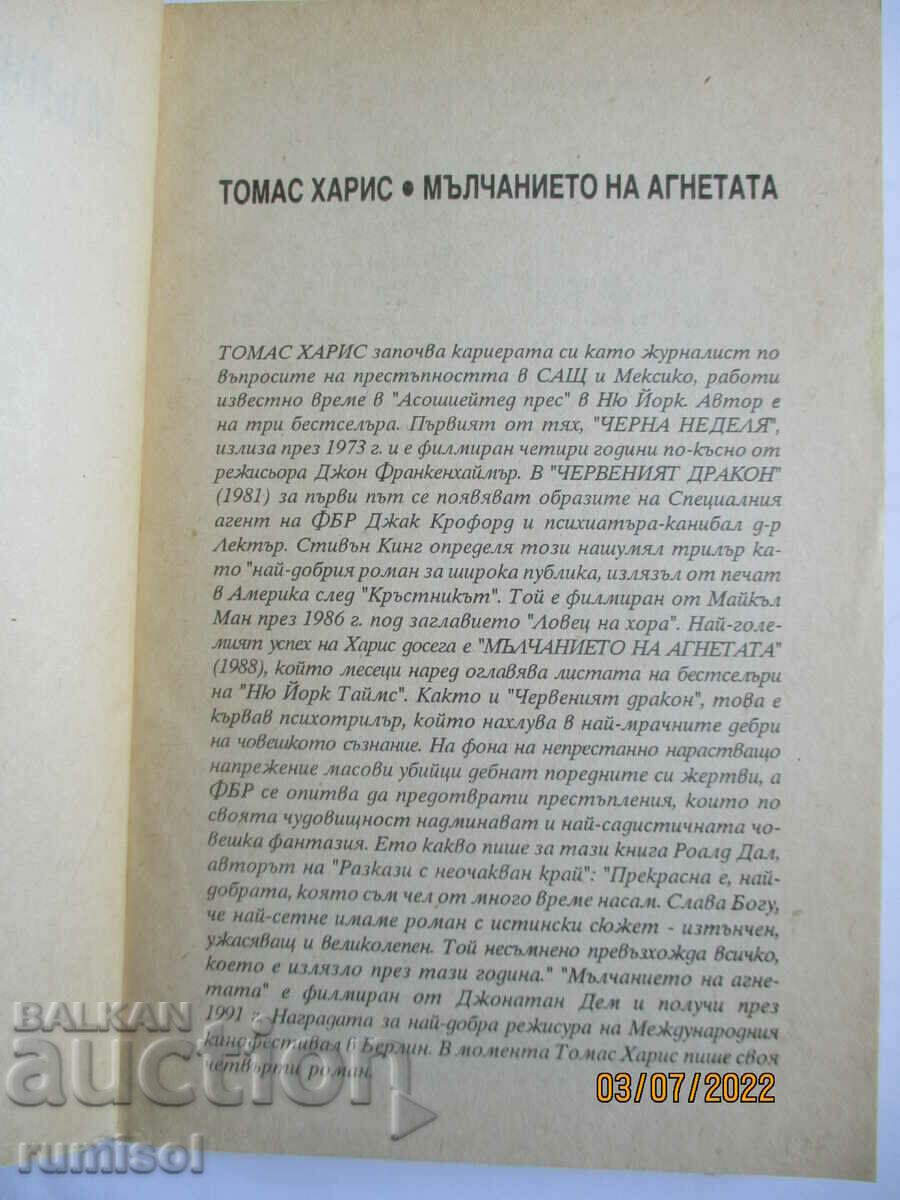 ТОМАС ХАРИС • МЪЛЧАНИЕТО НА АГНЕТАТА
ТОМАС ХАРИС започва кариерата си като журналист по
въпросите на престъпността в САЩ и Мексико, работи
известно време в "Асошиейтед прес" в Ню Йорк. Автор е
на три бестселъра. Първият от тях, "ЧЕРНА НЕДЕЛЯ",
излиза през 1973 г. и е филмиран четири години по-късно от
режисьора Джон Франкенхаймър. В "ЧЕРВЕНИЯТ ДРАКОН"
(1981) за първи път се появяват образите на Специалния
агент на ФБР Джак Крофорд и психиатъра-канибал д-р
Лектър. Стивън Кинг определя този нашумял трилър ка-
то "най-добрия роман за широка публика, излязъл от печат
в Америка след "Кръстникът". Той е филмиран от Майкъл
Ман през 1986 г. под заглавието "Ловец на хора". Най-голе-
мият успех на Харис досега е "МЪЛЧАНИЕТО НА АГНЕТАТА"
(1988), който месеци наред оглавява листата на бестселъри
на "Ню Йорк Таймс". Както и "Червеният дракон", това е
кървав психотрилър, който нахлува в най-мрачните дебри
на човешкото съзнание. На фона на непрестанно нарастващо
напрежение масови убийци дебнат поредните си жертви, а
ФБР се опитва да предотврати престъпления, които по
своята чудовищност надминават и най-садистичната чо-
вешка фантазия. Ето какво пише за тази книга Роалд Дал,
авторът на "Разкази с неочакван край": "Прекрасна е, най-
добрата, която съм чел от много време насам. Слава Богу,
че най-сетне имаме роман с истински сюжет - изтънчен,
ужасяващ и великолепен. Той несъмнено превъзхожда всичко,
което е излязло през тази година." "Мълчанието на агне-
тата" е филмиран от Джонатан Дем и получи през
1991 г. Наградата за най-добра режисура на Международния
кинофестивал в Берлин. В момента Томас Харис пише своя
четвърти роман.
BALKAN
auction
03/07/2022
rumisol